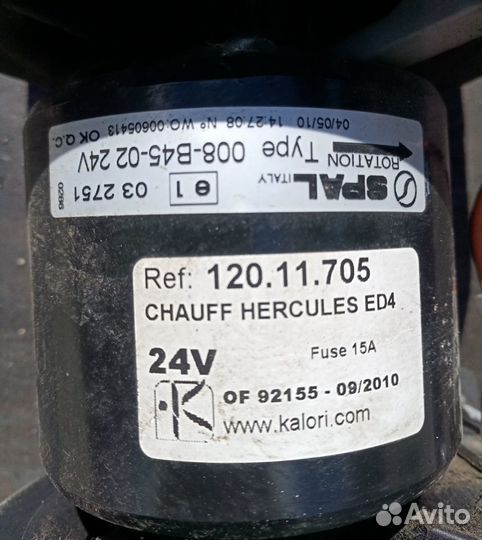 04/05/10 14:27.08 N° WO.00605413 OK Q.C.
SPAL
ITALY
ROTATION Type 008-B45-02 24V
e1 03 2751
0286
Ref: 120.11.705
CHAUFF HERCULES ED4
24V Fuse 15A
K OF 92155 - 09/2010
www.kalori.com
Avito